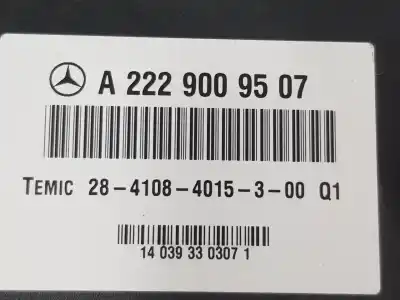 A 222 900 95 07
TEMIC 28-4108-4015-3-00 Q1
14 039 33 0307 1